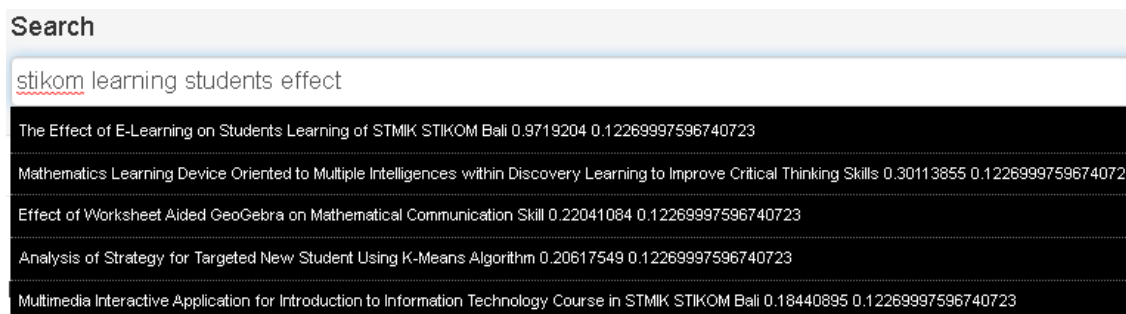 Search
stikom learning students effect
The Effect of E-Learning on Students Learning of STMIK STIKOM Bali 0.9719204 0.12269997596740723
Mathematics Learning Device Oriented to Multiple Intelligences within Discovery Learning to Improve Critical Thinking Skills 0.30113855 0.1226999759674072
Effect of Worksheet Aided GeoGebra on Mathematical Communication Skill 0.22041084 0.12269997596740723
Analysis of Strategy for Targeted New Student Using K-Means Algorithm 0.20617549 0.12269997596740723
Multimedia Interactive Application for Introduction to Information Technology Course in STMIK STIKOM Bali 0.18440895 0.12269997596740723